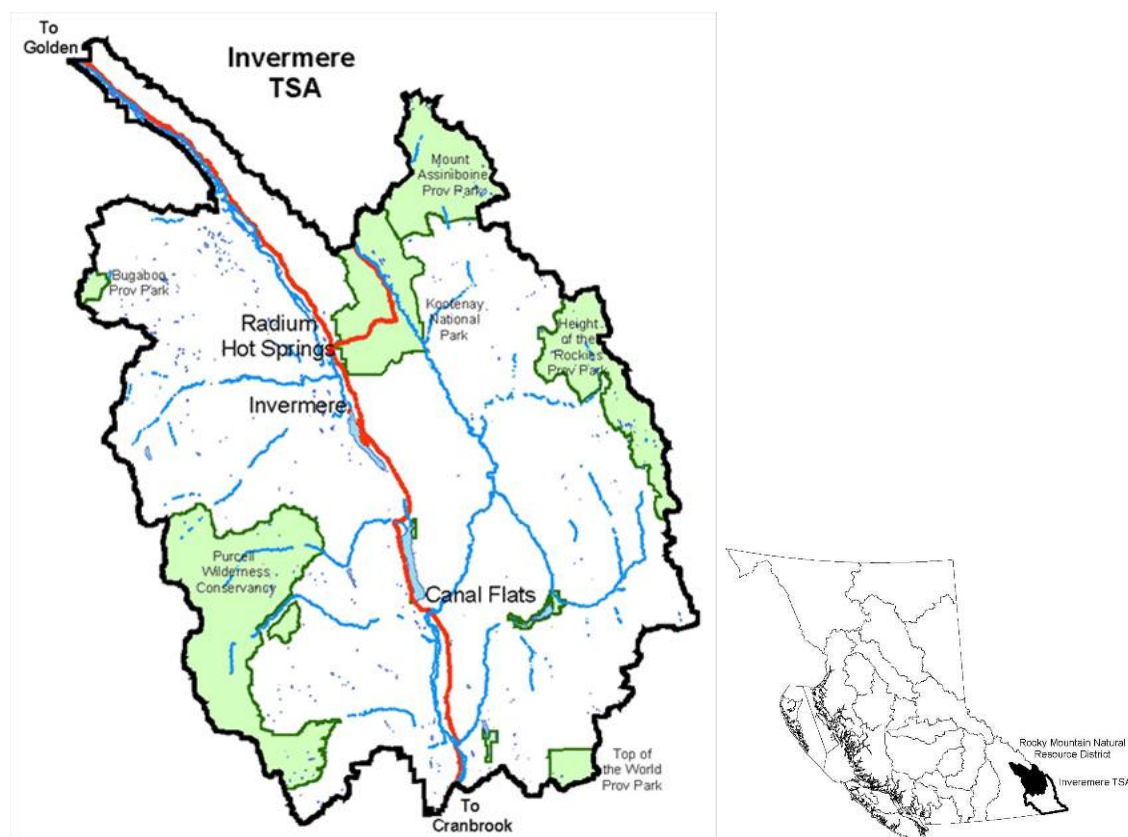 To
Golden
Invermere
TSA
Mount
Assiniboine
Prov Park
Bugaboo
Prov Park
Kootenay
National
Park
Radium
Hot Springs
Height
of the
Rockies
Prov Park
Invermere
Purcell
Wilderness
Conservancy
Canal Flats
Top of
the World
Prov Park
To
Cranbrook
Rocky Mountain Natural
Resource District
Inveremere TSA